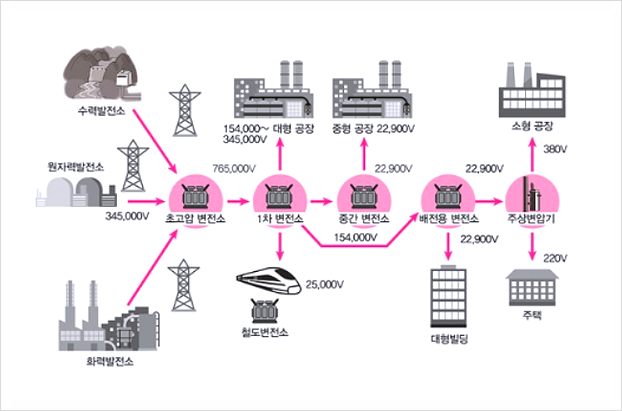 수력발전소
154,000~
345,000V
대형 공장
중형 공장 22,900V
소형 공장
원자력발전소
765,000V
22,900V
22,900V
380V
345,000V
초고압 변전소
1차 변전소
중간 변전소
배전용 변전소
주상변압기
154,000V
22,900V
220V
25,000V
철도변전소
주택
대형빌딩
화력발전소